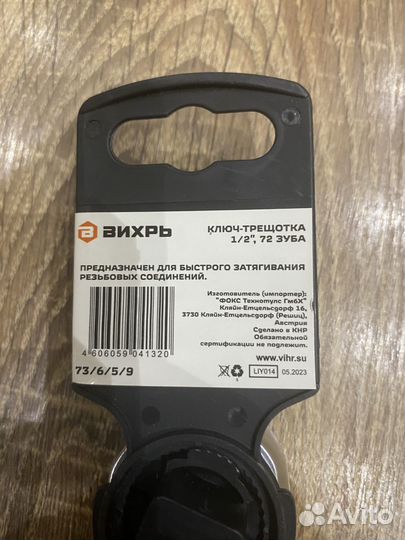 ВИХРЬ
КЛЮЧ-ТРЕЩОТКА
1/2", 72 ЗУБА
ПРЕДНАЗНАЧЕН ДЛЯ БЫСТРОГО ЗАТЯГИВАНИЯ
РЕЗЬБОВЫХ СОЕДИНЕНИЙ.
Изготовитель (импортер):
"ФОКС Технотулс ГмбХ"
Кляйн-Етцельсдорф 16,
3730 Кляйн-Етцельсдорф (Решиц),
Австрия
Сделано в КНР
Обязательной
сертификации не подлежит.
4 606059 041320
www.vihr.su
LIY014 05.2023
73/6/5/9
Avito